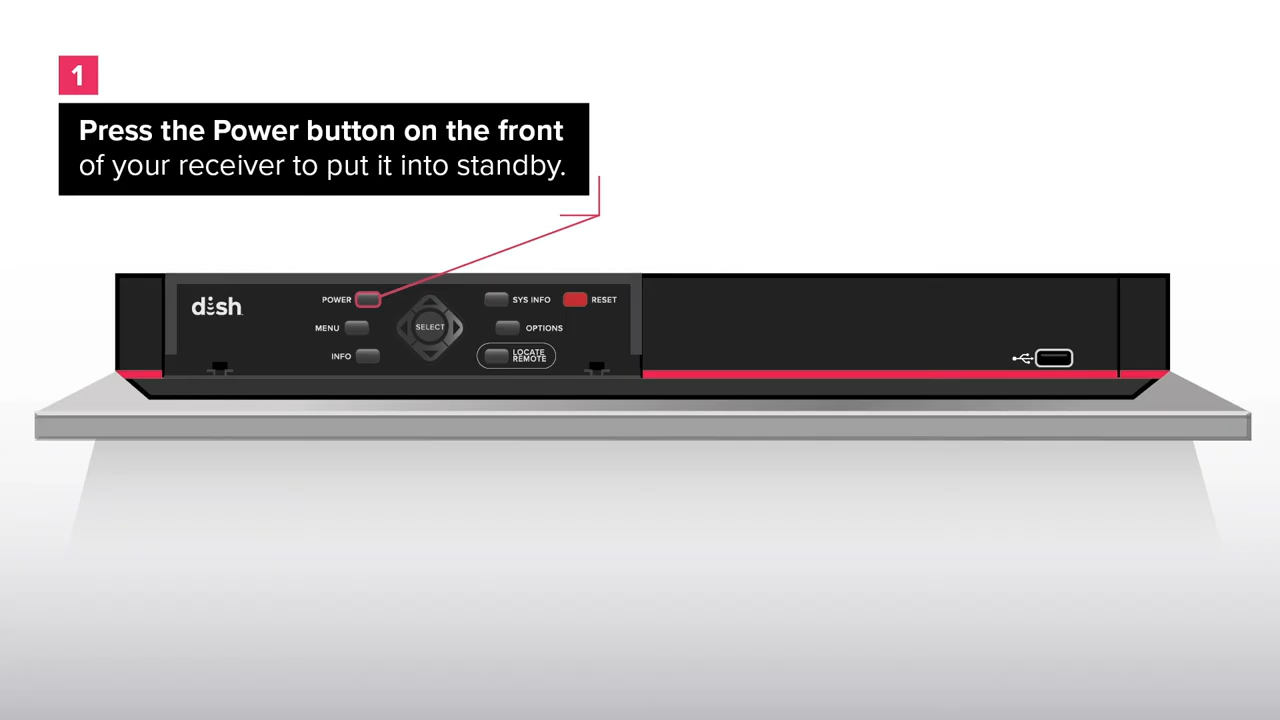 1
Press the Power button on the front
of your receiver to put it into standby.
dish
POWER
MENU
INFO
SELECT
SYS INFO
RESET
OPTIONS
LOCATE
REMOTE